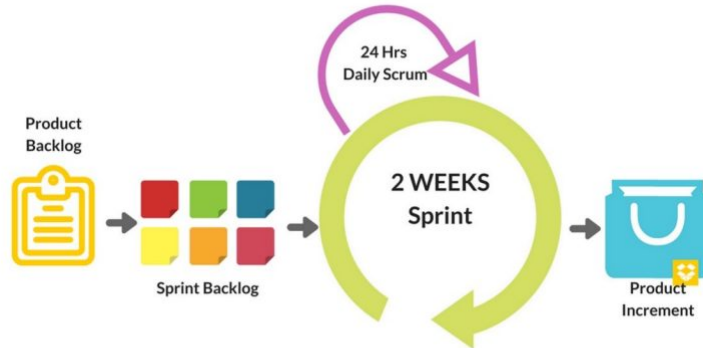 24 Hrs
Daily Scrum
Product
Backlog
2 WEEKS
Sprint
Sprint Backlog
Product
Increment